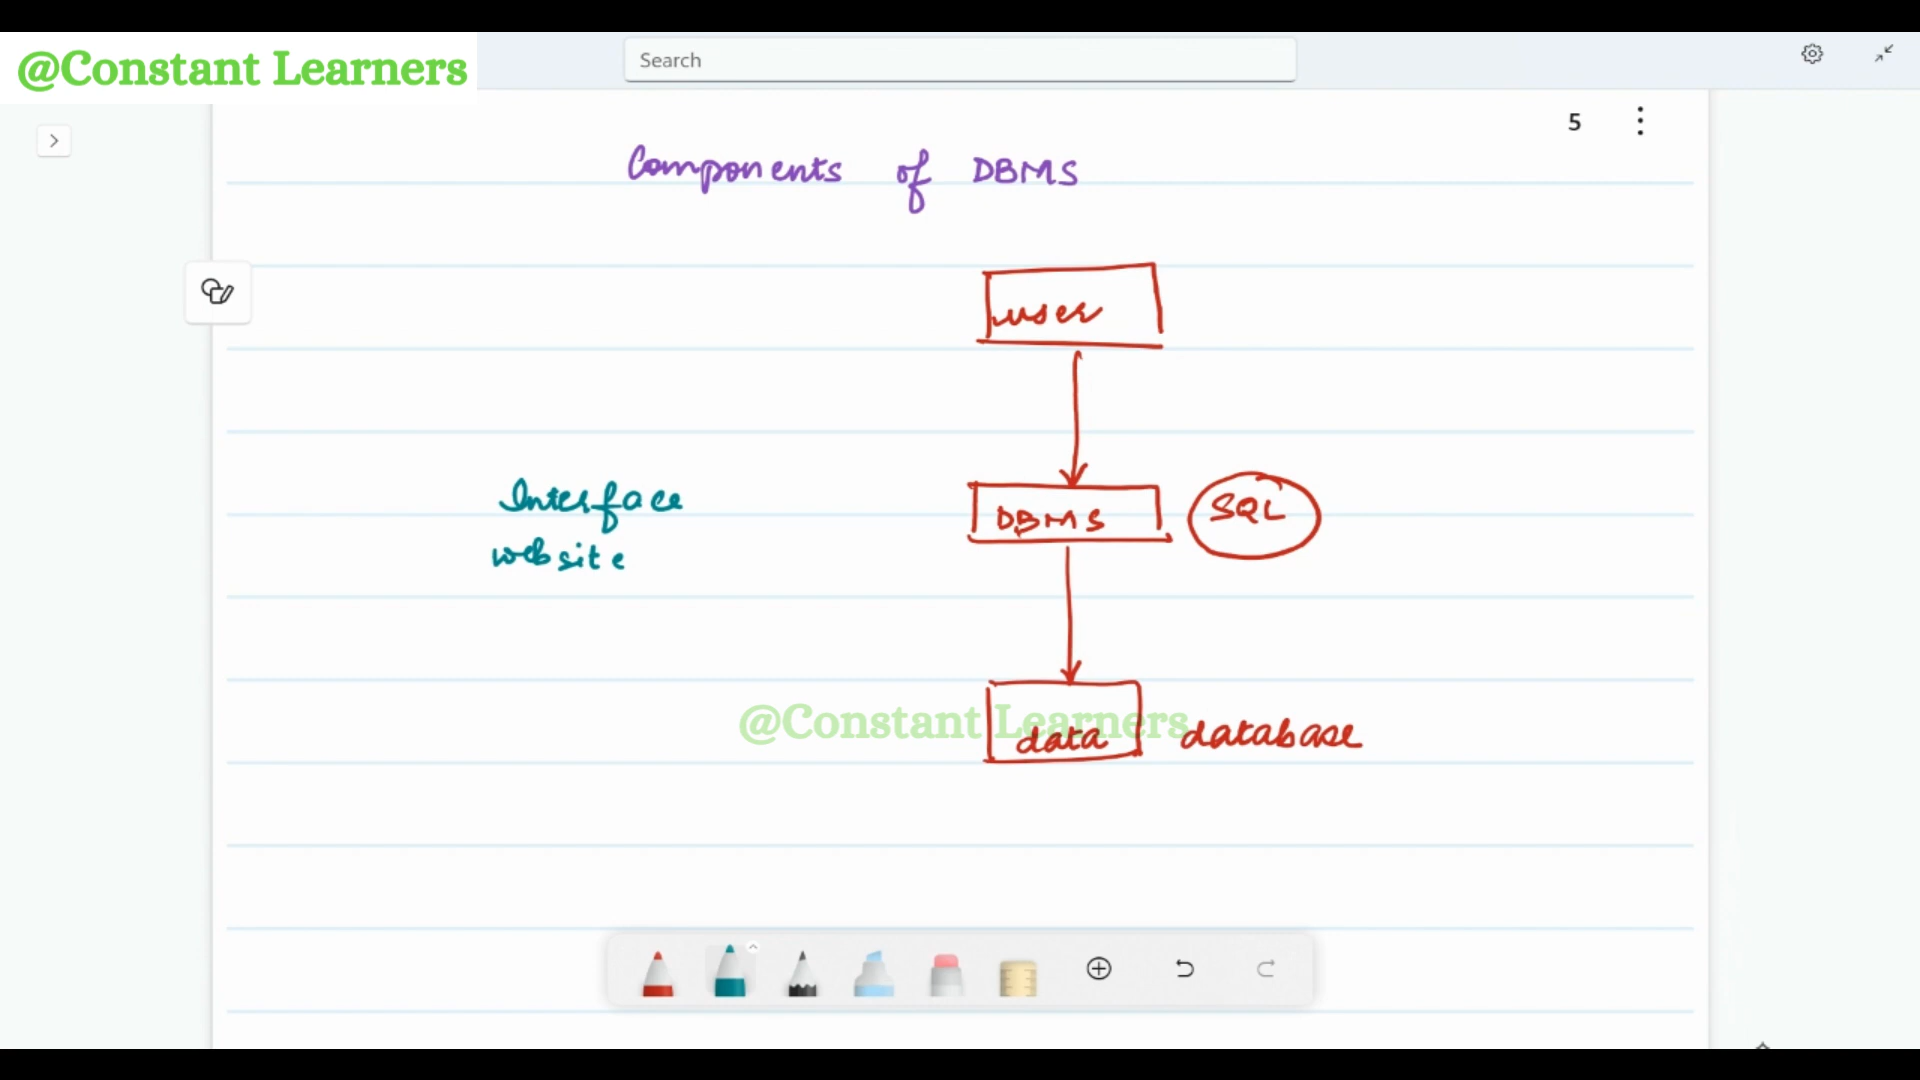 @Constant Learners
Search
5
Components of DBMS
user
Interface
website
DBMS
SQL
@Constant Learners
data
database